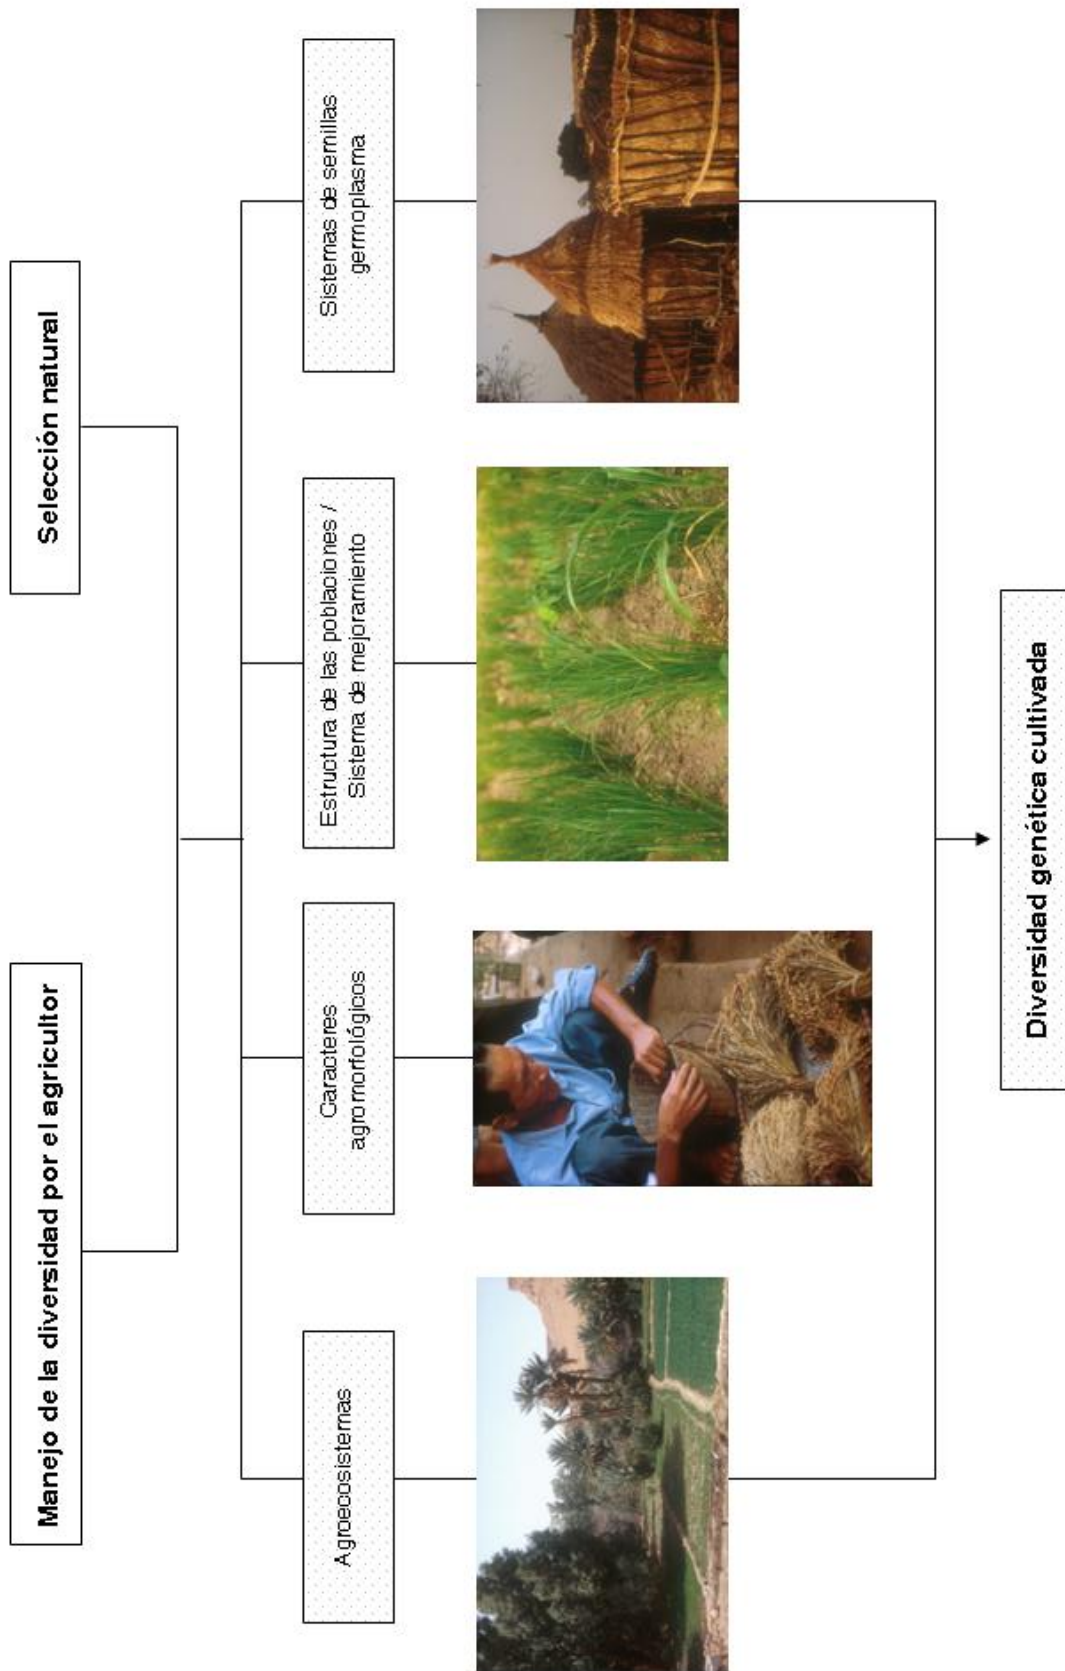 Manejo de la diversidad por el agricultor
Selección natural
Agroecosistemas
Caracteres
agromorfológicos
Estructura de las poblaciones /
Sistema de mejoramiento
Sistemas de semillas
germoplasma
Diversidad genética cultivada